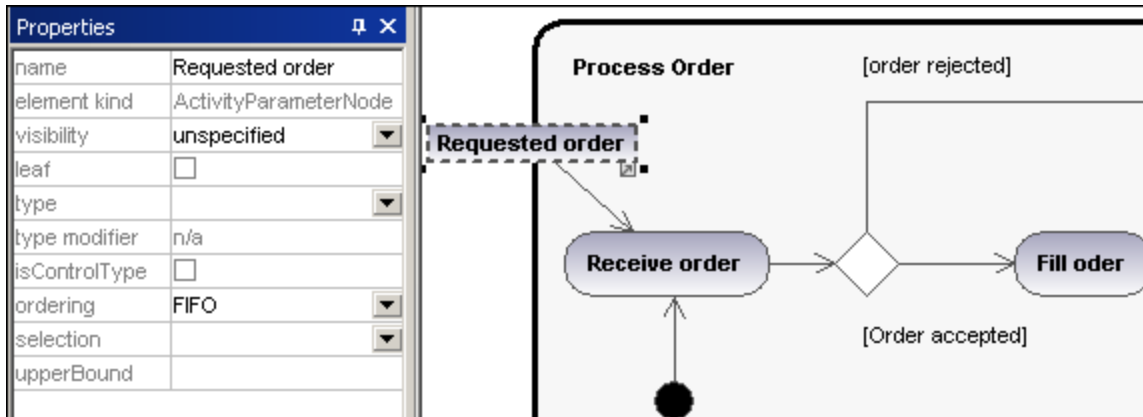 Properties
name Requested order
element kind ActivityParameterNode
visibility unspecified
leaf
type
type modifier n/a
isControlType
ordering FIFO
selection
upperBound
Process Order
[order rejected]
Requested order
Receive order
Fill oder
[Order accepted]